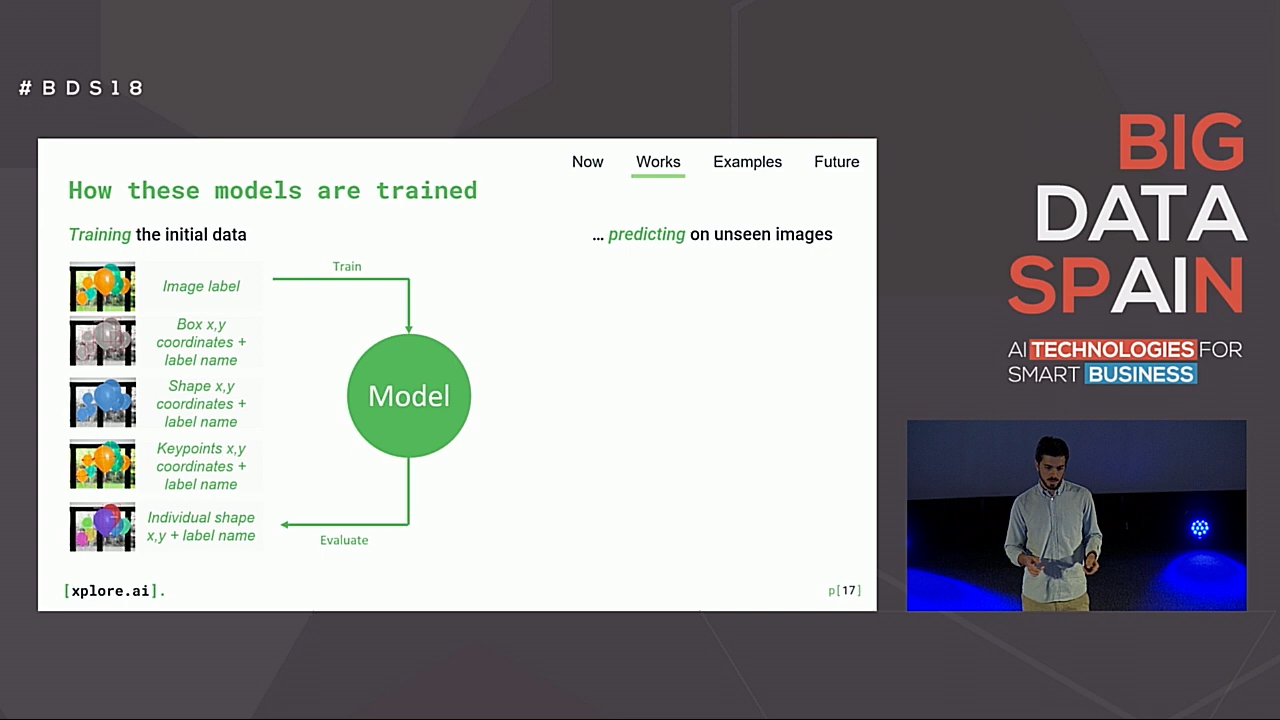 #BDS18
Now Works Examples Future
How these models are trained
Training the initial data
... predicting on unseen images
Train
Image label
Box x,y
coordinates +
label name
Shape x,y
coordinates +
label name
Keypoints x,y
coordinates +
label name
Individual shape
x,y + label name
Model
Evaluate
[xplore.ai].
p[17]
BIG
DATA
SPAIN
AI TECHNOLOGIES FOR
SMART BUSINESS